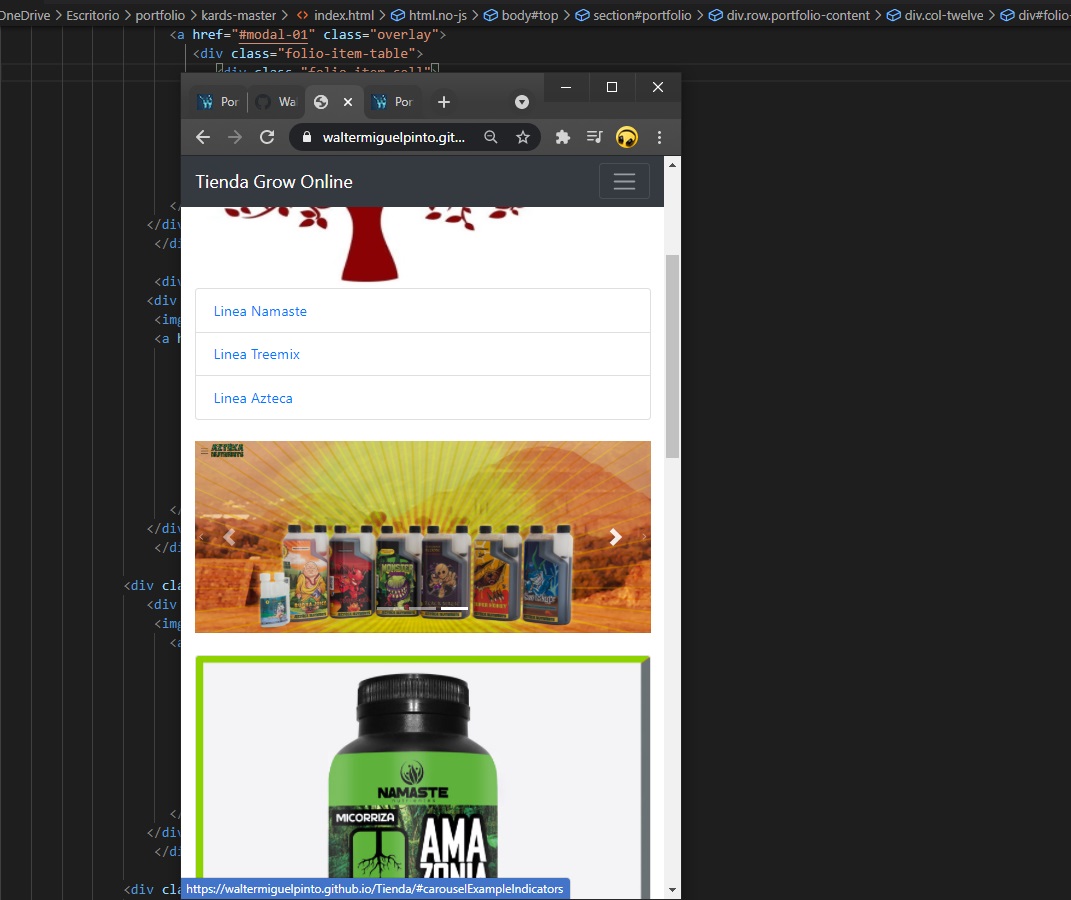 OneDrive > Escritorio > portfolio > kards-master > index.html > html.no-js > body#top > section#portfolio > div.row.portfolio-content > div.col-twelve > div#folio
<a href="#modal-01" class="overlay">
<div class="folio-item-table">
<div class="folio-item-cell">
Por
Wa
Por
waltermiguelpinto.git...
Tienda Grow Online
</
</div
</di
<div
<div
<img
<a h
Linea Namaste
Linea Treemix
Linea Azteca
AZTEKA
</
</div
</di
<div cla
<div
<img
<a
NAMASTE
MICORRIZA
AMA
ZONIA
</
</div
</di
<div cla
https://waltermiguelpinto.github.io/Tienda/#carouselExampleIndicators